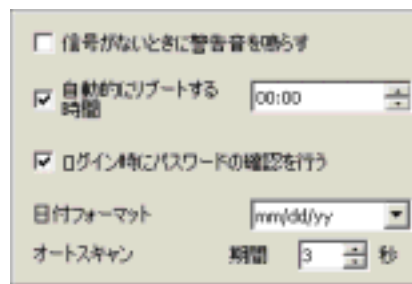 信号がないときに警告音を鳴らす
自動的にリブートする 00:00
時間
ログイン時にパスワードの確認を行う
日付フォーマット mm/dd/yy
オートスキャン 期間 3 秒